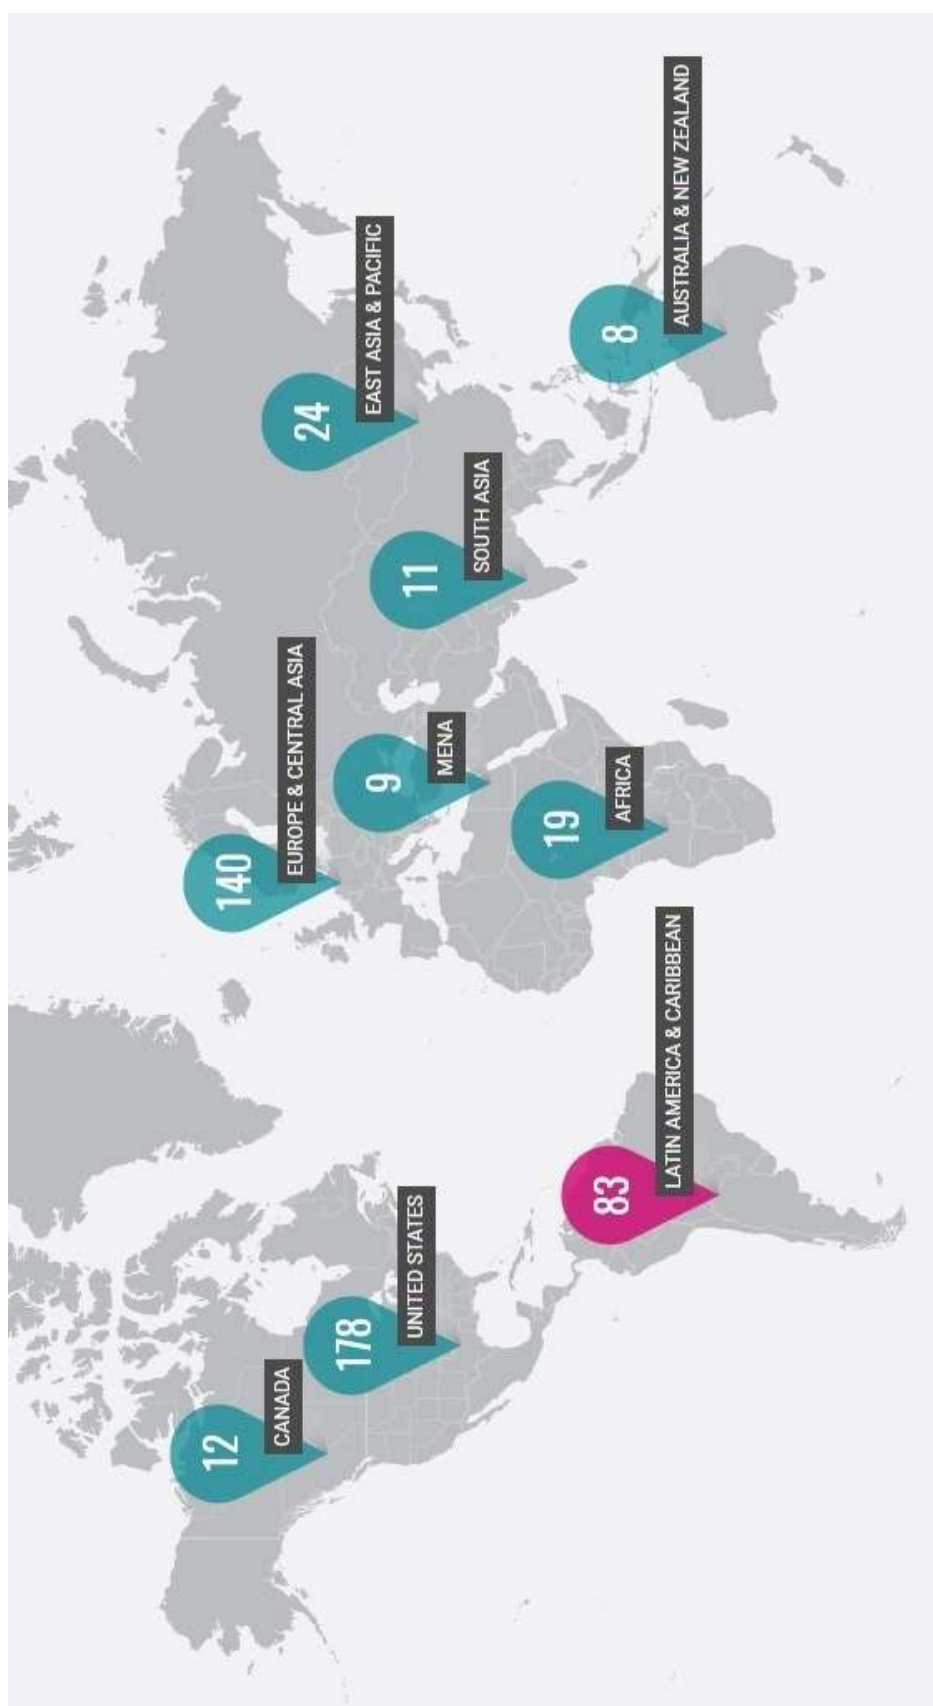 12
CANADA
178
UNITED STATES
83
LATIN AMERICA & CARIBBEAN
140
EUROPE & CENTRAL ASIA
9
MENA
19
AFRICA
11
SOUTH ASIA
24
EAST ASIA & PACIFIC
8
AUSTRALIA & NEW ZEALAND